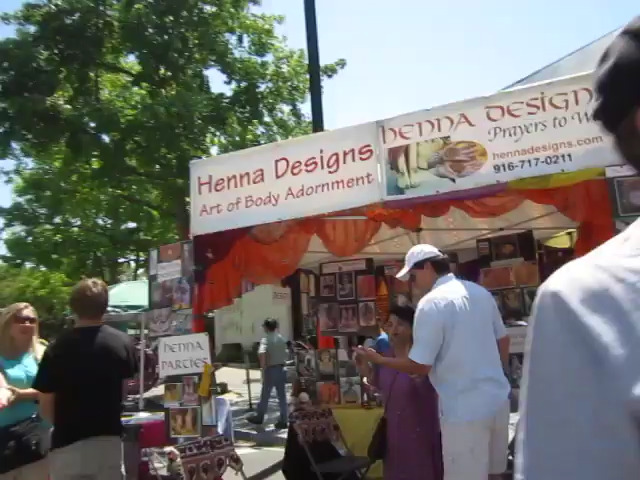 Henna Designs
Art of Body Adornment
henna DESIGN
Prayers to W
hennadesigns.com
916-717-0211
henna
PARTIES